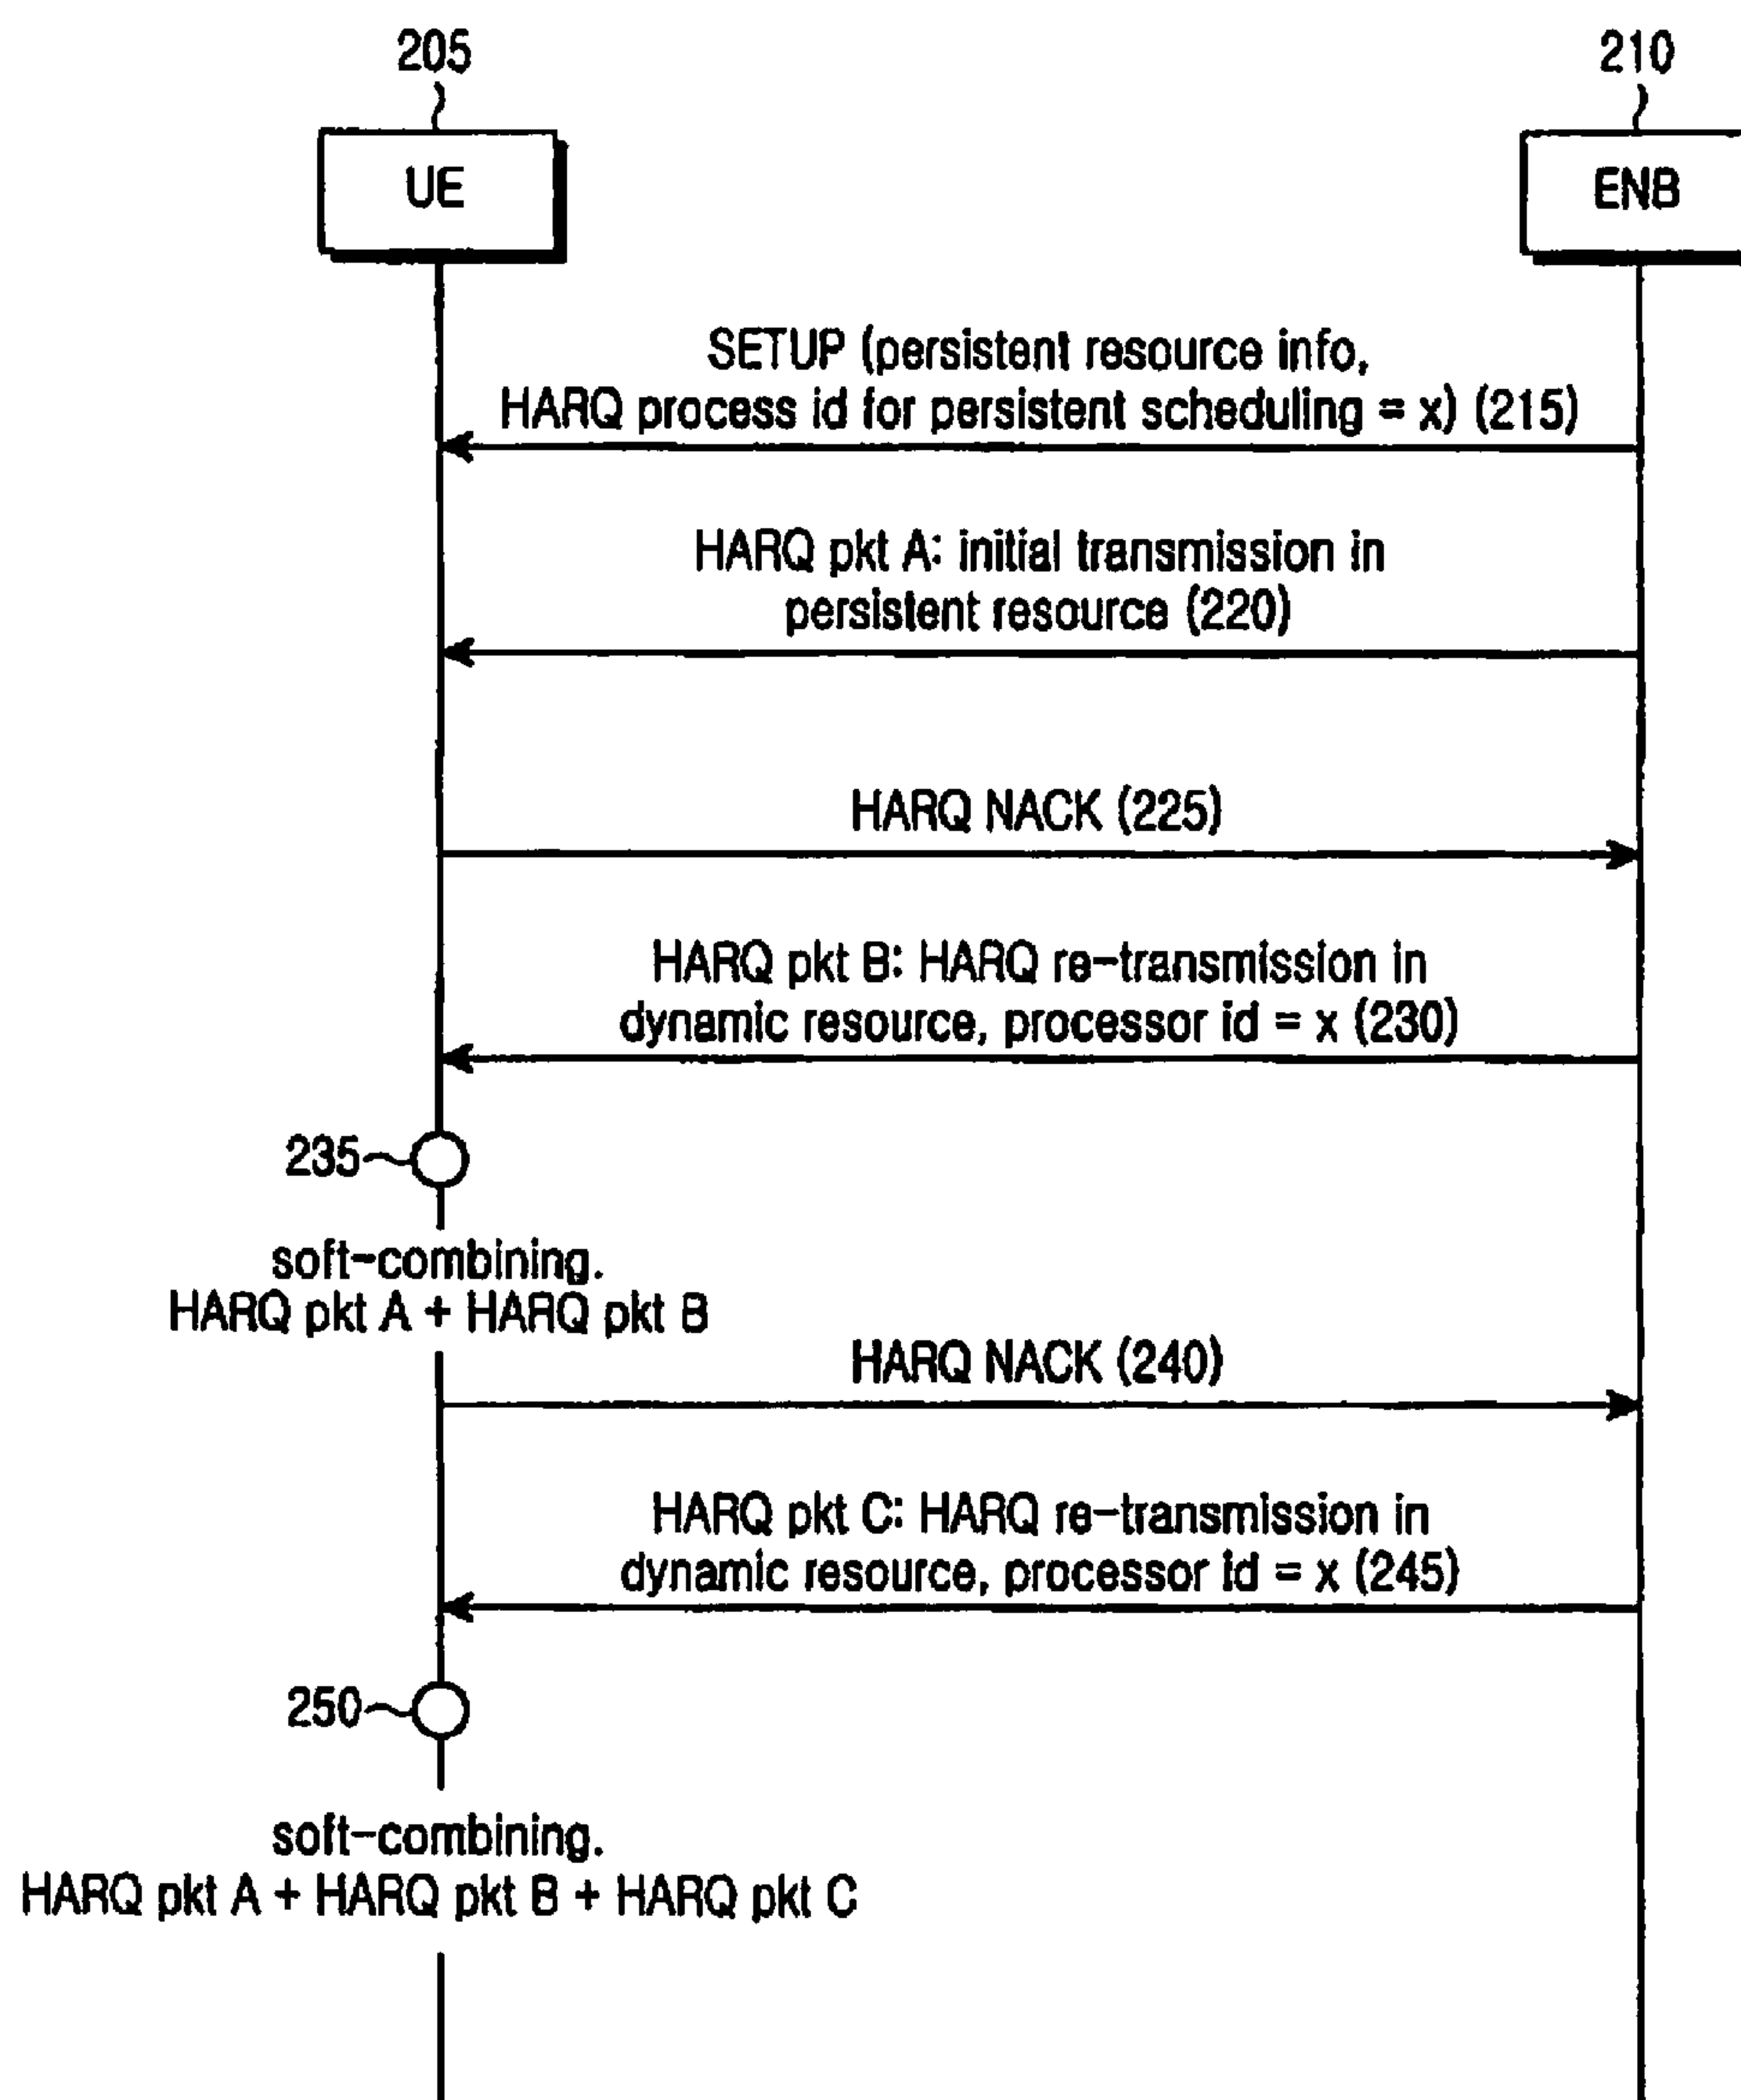 205
210
UE
ENB
SETUP (persistent resource info,
HARQ process id for persistent scheduling = x) (215)
HARQ pkt A: initial transmission in
persistent resource (220)
HARQ NACK (225)
HARQ pkt B: HARQ re-transmission in
dynamic resource, processor id = x (230)
235
soft-combining.
HARQ pkt A + HARQ pkt B
HARQ NACK (240)
HARQ pkt C: HARQ re-transmission in
dynamic resource, processor id = x (245)
250
soft-combining.
HARQ pkt A + HARQ pkt B + HARQ pkt C